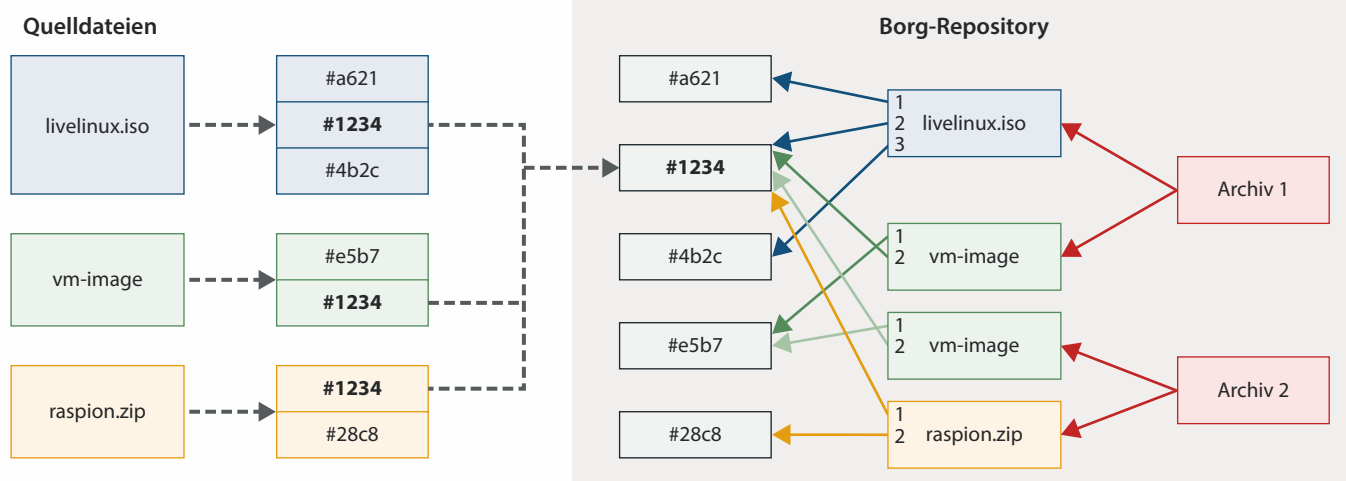 Quelldateien
livelinux.iso
#a621
#1234
#4b2c
vm-image
#e5b7
#1234
raspion.zip
#1234
#28c8
Borg-Repository
#a621
#1234
#4b2c
#e5b7
#28c8
1
2
3
livelinux.iso
1
2
vm-image
1
2
vm-image
1
2
raspion.zip
Archiv 1
Archiv 2